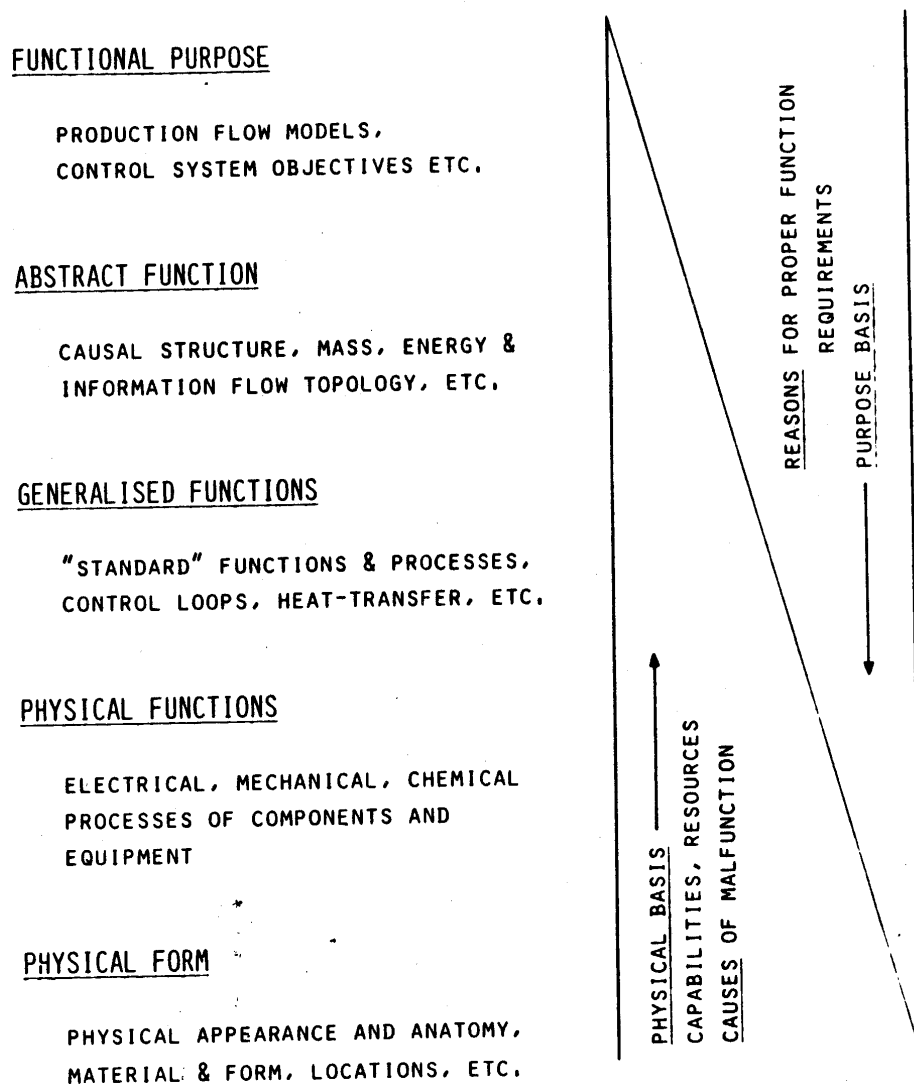 FUNCTIONAL PURPOSE
PRODUCTION FLOW MODELS,
CONTROL SYSTEM OBJECTIVES ETC.
ABSTRACT FUNCTION
CAUSAL STRUCTURE, MASS, ENERGY &
INFORMATION FLOW TOPOLOGY, ETC.
GENERALISED FUNCTIONS
"STANDARD" FUNCTIONS & PROCESSES,
CONTROL LOOPS, HEAT-TRANSFER, ETC.
PHYSICAL FUNCTIONS
ELECTRICAL, MECHANICAL, CHEMICAL
PROCESSES OF COMPONENTS AND
EQUIPMENT
PHYSICAL FORM
PHYSICAL APPEARANCE AND ANATOMY,
MATERIAL & FORM, LOCATIONS, ETC.
PHYSICAL BASIS
CAPABILITIES, RESOURCES
CAUSES OF MALFUNCTION
REASONS FOR PROPER FUNCTION
REQUIREMENTS
PURPOSE BASIS